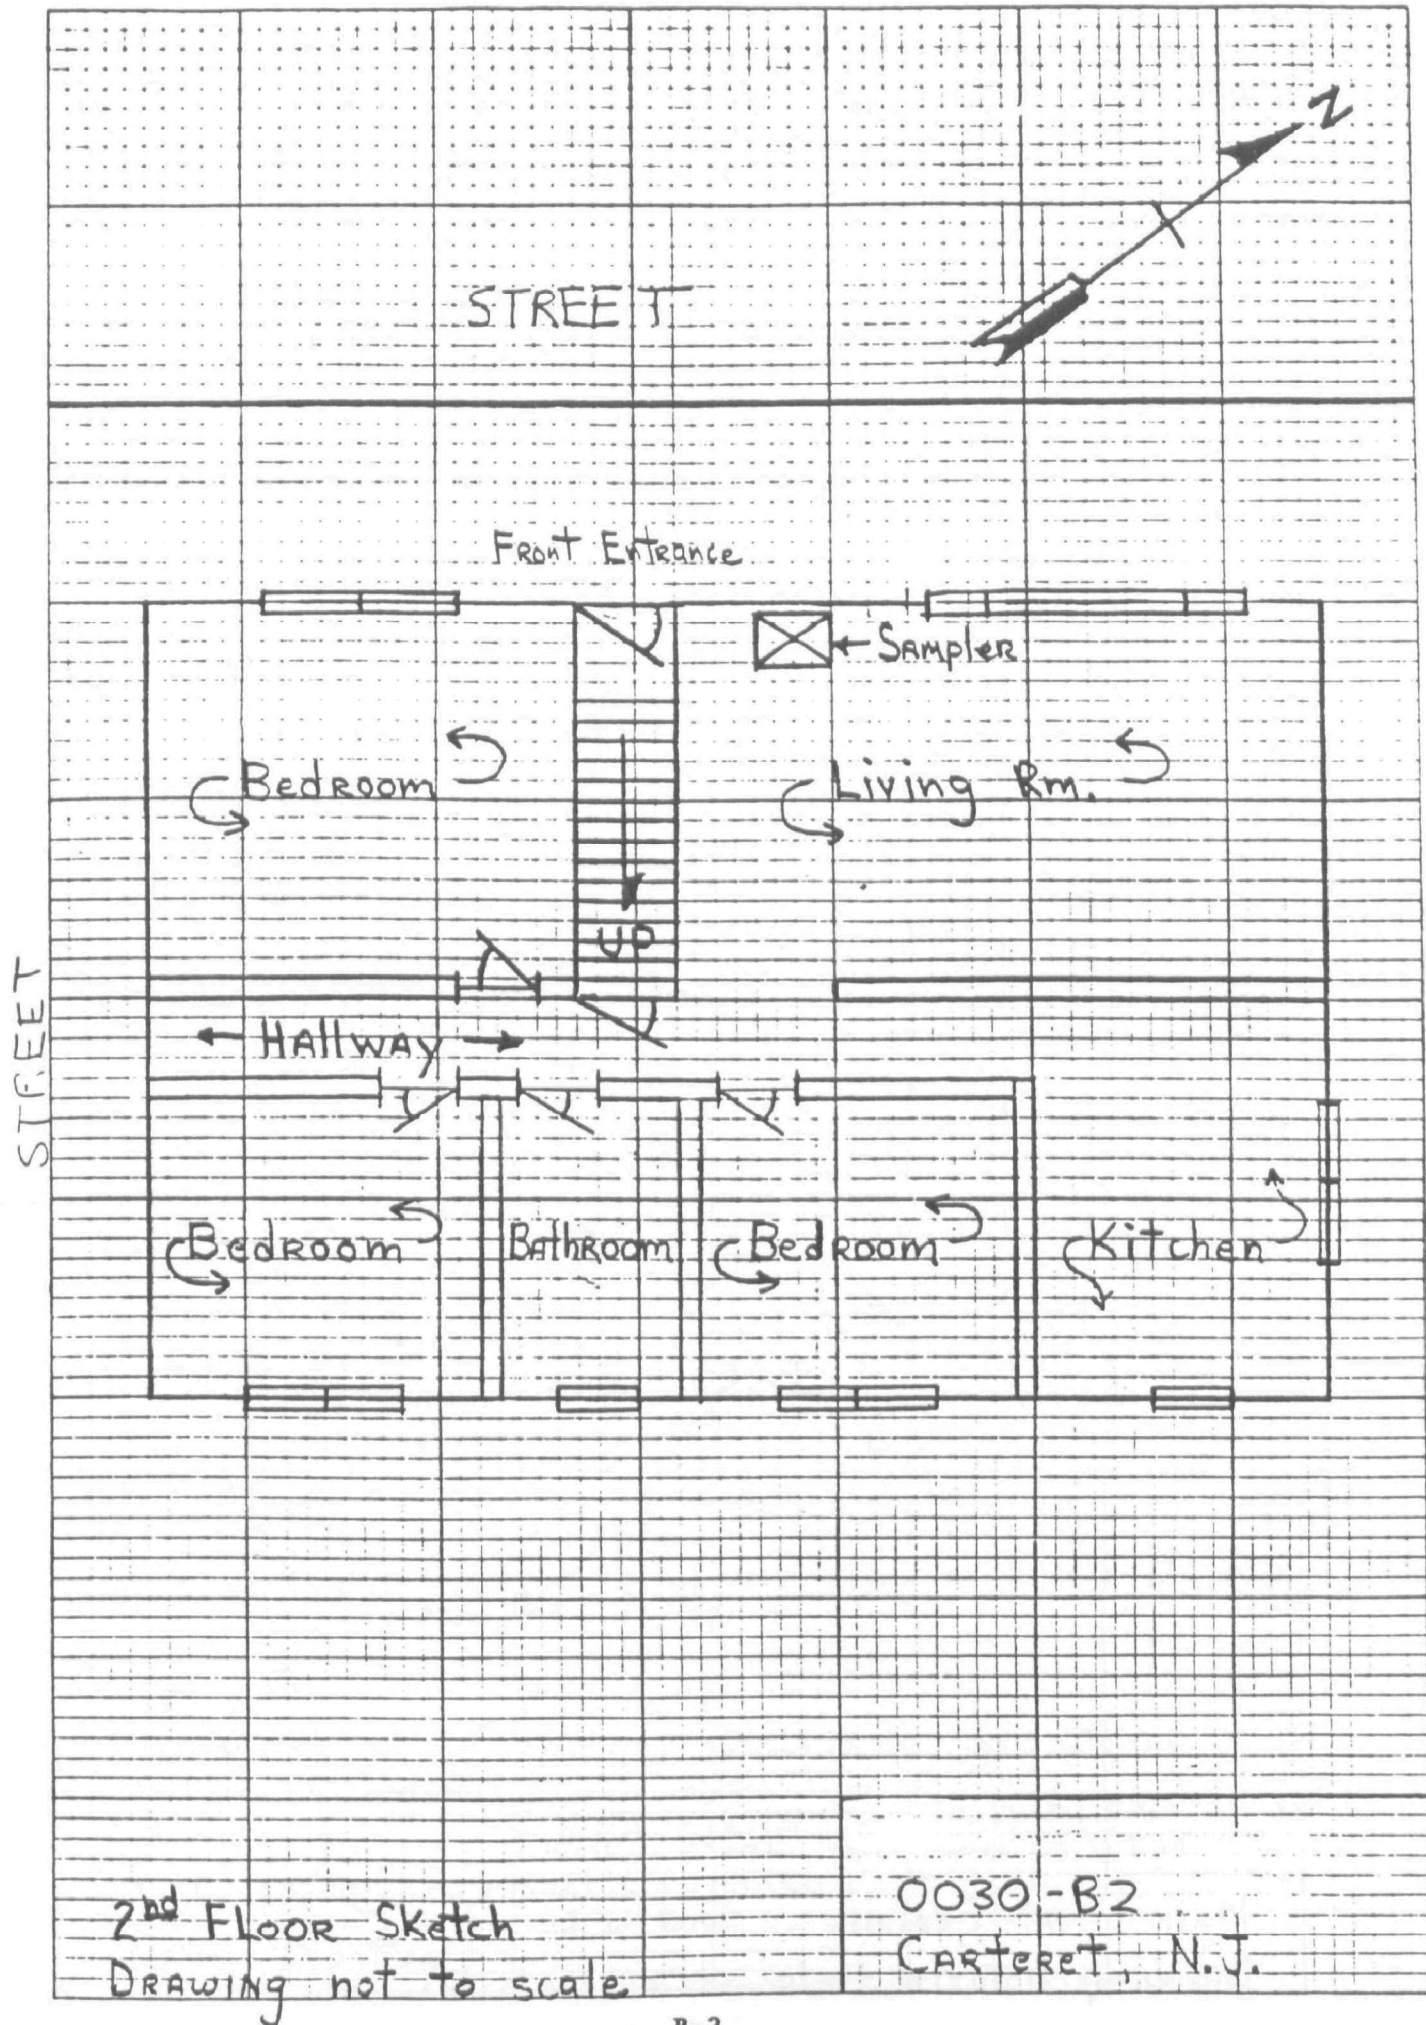 N
STREET
Front Entrance
Sampler
Bedroom
Living Rm.
UP
STREET
Hallway
Bedroom
Bathroom
Bedroom
Kitchen
2nd Floor Sketch
Drawing not to scale
0030-B2
Carteret, N.J.